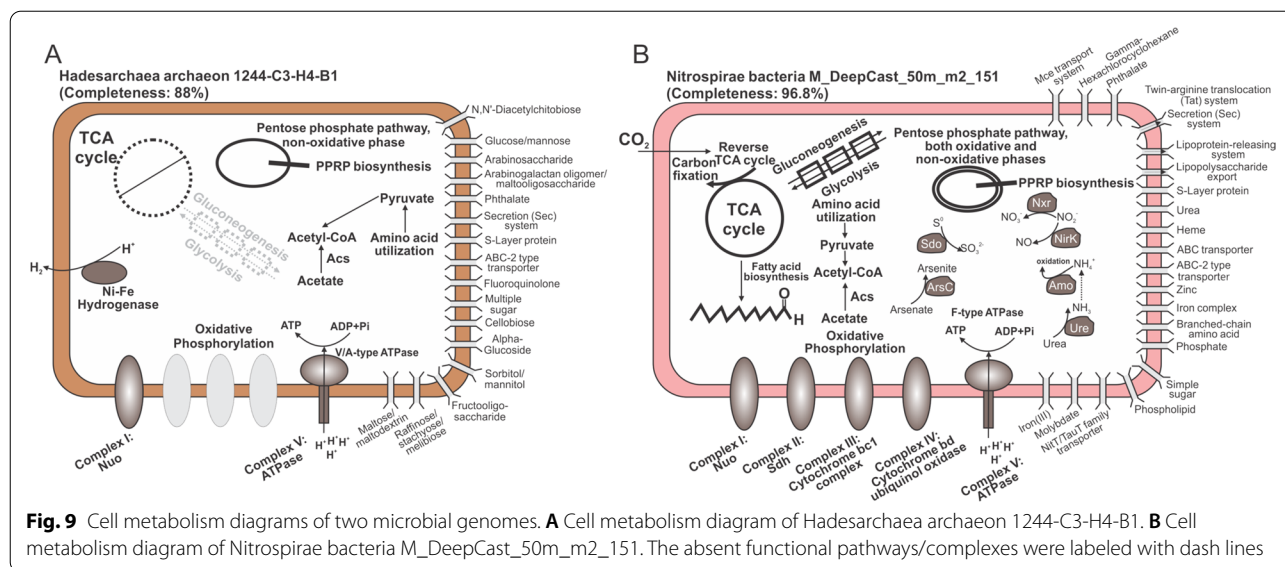 A
Hadesarchaea archaeon 1244-C3-H4-B1
(Completeness: 88%)
TCA
cycle
Pentose phosphate pathway,
non-oxidative phase
PPRP biosynthesis
Gluconeogenesis
Glycolysis
Pyruvate
Acetyl-CoA
Amino acid
utilization
Acs
Acetate
H⁺
H₂
Ni-Fe
Hydrogenase
Oxidative
Phosphorylation
ATP
ADP+Pi
V/A-type ATPase
H⁺H⁺H⁺
H⁺
Complex I:
Nuo
Complex V:
ATPase
N,N'-Diacetylchitobiose
Glucose/mannose
Arabinosaccharide
Arabinogalactan oligomer/
maltooligosaccharide
Phthalate
Secretion (Sec)
system
S-Layer protein
ABC-2 type
transporter
Fluoroquinolone
Multiple
sugar
Cellobiose
Alpha-
Glucoside
Sorbitol/
mannitol
Fructooligo-
saccharide
Maltose/
maltodextrin
Raffinose/
stachyose/
melibiose
B
Nitrospirae bacteria M_DeepCast_50m_m2_151
(Completeness: 96.8%)
Mce transport
system
Gamma-
Hexachlorocyclohexane
Phthalate
Twin-arginine translocation
(Tat) system
Secretion (Sec)
system
Lipoprotein-releasing
system
Lipopolysaccharide
export
S-Layer protein
Urea
Heme
ABC transporter
ABC-2 type
transporter
Zinc
Iron complex
Branched-chain
amino acid
Phosphate
Simple
sugar
Phospholipid
Iron(III)
Molybdate
NitT/TauT family
transporter
CO₂
Reverse
TCA cycle
Carbon
fixation
TCA
cycle
Gluconeogenesis
Glycolysis
Amino acid
utilization
Pyruvate
Acetyl-CoA
Acs
Acetate
Fatty acid
biosynthesis
O
H
Pentose phosphate pathway,
both oxidative and
non-oxidative phases
PPRP biosynthesis
Nxr
NO₃⁻
NO₂⁻
NO
NirK
S⁰
Sdo
SO₃²⁻
Arsenite
ArsC
Arsenate
oxidation
NH₄⁺
Amo
NH₃
Ure
Urea
Oxidative
Phosphorylation
F-type ATPase
ATP
ADP+Pi
H⁺H⁺H⁺
H⁺
Complex I:
Nuo
Complex II:
Sdh
Complex III:
Cytochrome bc1
complex
Complex IV:
Cytochrome bd
ubiquinol oxidase
Complex V:
ATPase
Fig. 9 Cell metabolism diagrams of two microbial genomes. A Cell metabolism diagram of Hadesarchaea archaeon 1244-C3-H4-B1. B Cell
metabolism diagram of Nitrospirae bacteria M_DeepCast_50m_m2_151. The absent functional pathways/complexes were labeled with dash lines